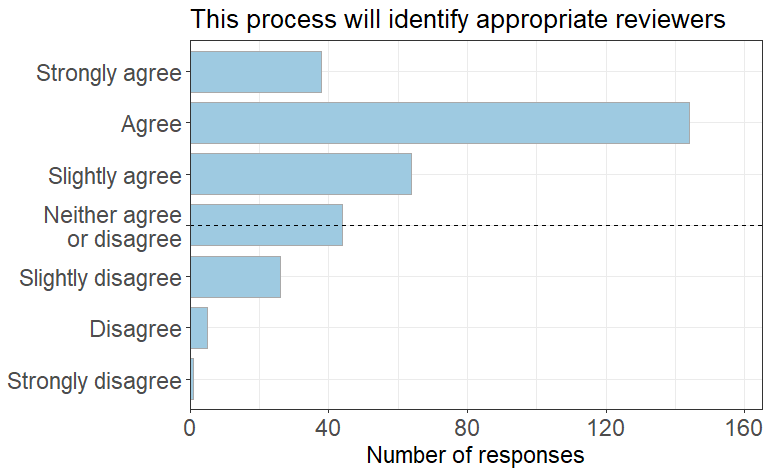 This process will identify appropriate reviewers
Strongly agree
Agree
Slightly agree
Neither agree
or disagree
Slightly disagree
Disagree
Strongly disagree
0 40 80 120 160
Number of responses